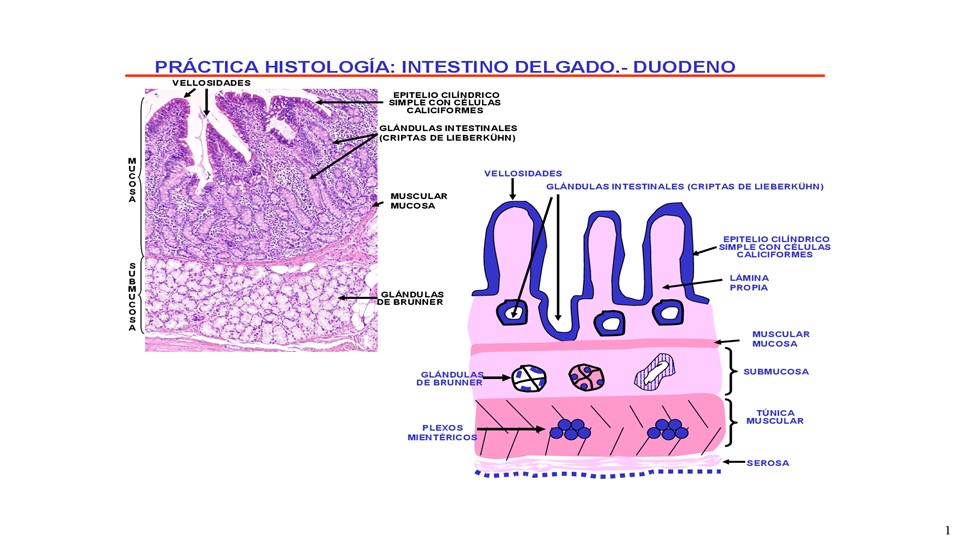 PRÁCTICA HISTOLOGÍA: INTESTINO DELGADO.- DUODENO
VELLOSIDADES
EPITELIO CILÍNDRICO
SIMPLE CON CÉLULAS
CALICIFORMES
GLÁNDULAS INTESTINALES
(CRIPTAS DE LIEBERKÜHN)
MUCOSA
MUSCULAR
MUCOSA
SUBMUCOSA
GLÁNDULAS
DE BRUNNER
VELLOSIDADES
GLÁNDULAS INTESTINALES (CRIPTAS DE LIEBERKÜHN)
EPITELIO CILÍNDRICO
SIMPLE CON CÉLULAS
CALICIFORMES
LÁMINA
PROPIA
MUSCULAR
MUCOSA
GLÁNDULAS
DE BRUNNER
SUBMUCOSA
TÚNICA
MUSCULAR
PLEXOS
MIENTÉRICOS
SEROSA
1